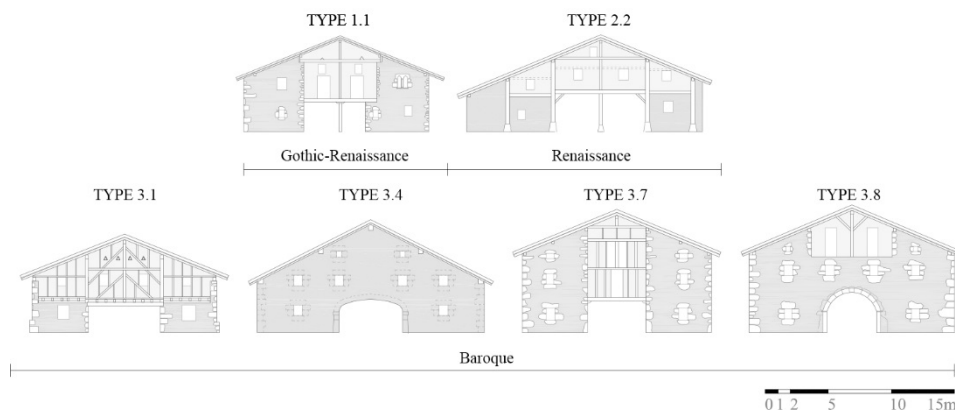 TYPE 1.1 TYPE 2.2
Gothic-Renaissance Renaissance
TYPE 3.1 TYPE 3.4 TYPE 3.7 TYPE 3.8
Baroque
0 1 2 5 10 15m